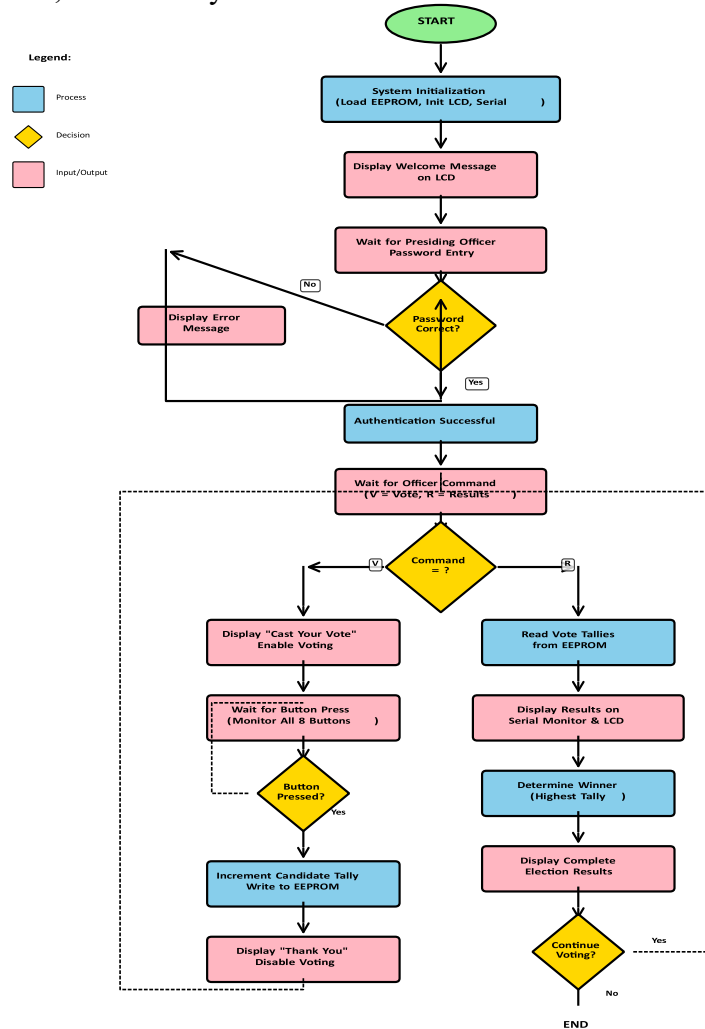 START
Legend:
System Initialization
(Load EEPROM, Init LCD, Serial )
Process
Decision
Display Welcome Message
on LCD
Input/Output
Wait for Presiding Officer
Password Entry
No
Display Error
Message
Password
Correct?
Yes
Authentication Successful
Wait for Officer Command
(V = Vote, R = Results )
V
Command
= ?
R
Display "Cast Your Vote"
Enable Voting
Read Vote Tallies
from EEPROM
Wait for Button Press
(Monitor All 8 Buttons )
Display Results on
Serial Monitor & LCD
Button
Pressed?
Yes
Determine Winner
(Highest Tally )
Increment Candidate Tally
Write to EEPROM
Display Complete
Election Results
Display "Thank You"
Disable Voting
Continue
Voting?
Yes
No
END